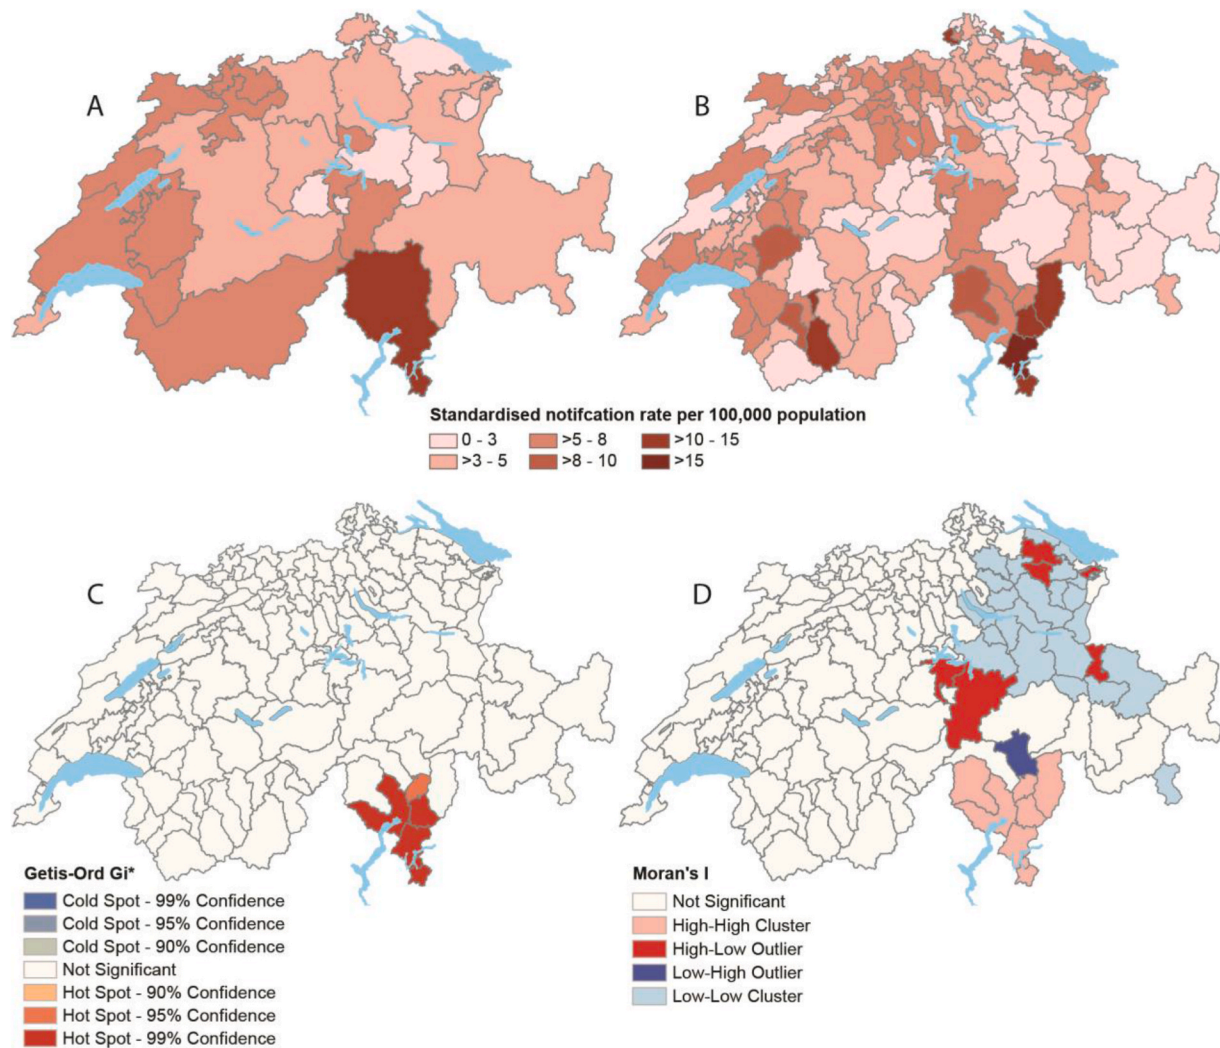 A
B
Standardised notifcation rate per 100,000 population
0 - 3 >5 - 8 >10 - 15
>3 - 5 >8 - 10 >15
C
D
Getis-Ord Gi*
Cold Spot - 99% Confidence
Cold Spot - 95% Confidence
Cold Spot - 90% Confidence
Not Significant
Hot Spot - 90% Confidence
Hot Spot - 95% Confidence
Hot Spot - 99% Confidence
Moran's I
Not Significant
High-High Cluster
High-Low Outlier
Low-High Outlier
Low-Low Cluster